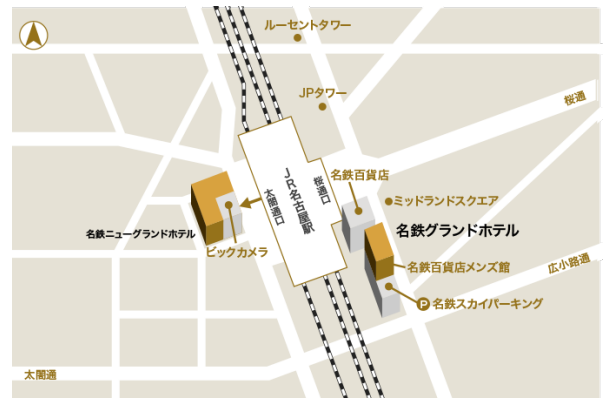 ルーセントタワー
JPタワー
桜通
名鉄百貨店
桜通口
JR名古屋駅
太閤通口
ミッドランドスクエア
名鉄ニューグランドホテル
ビックカメラ
名鉄グランドホテル
名鉄百貨店メンズ館
広小路通
P 名鉄スカイパーキング
太閤通